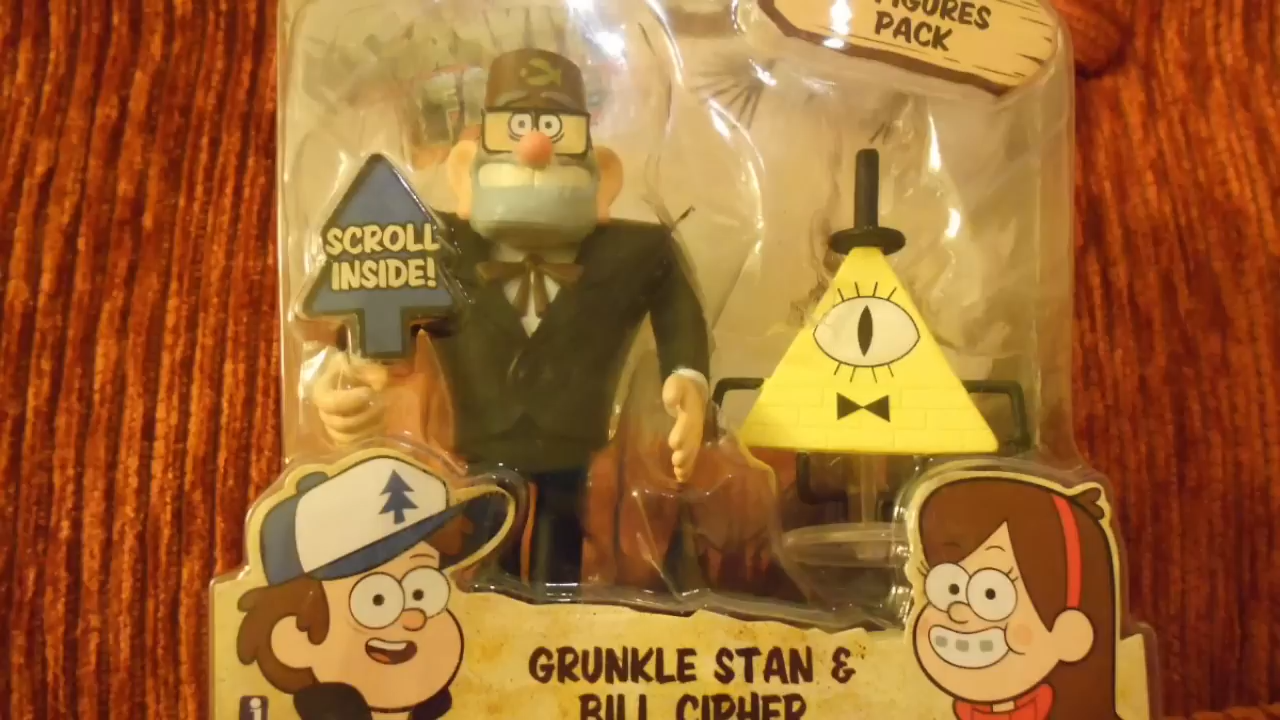 FIGURES
PACK
SCROLL
INSIDE!
GRUNKLE STAN &
BILL CIPHER